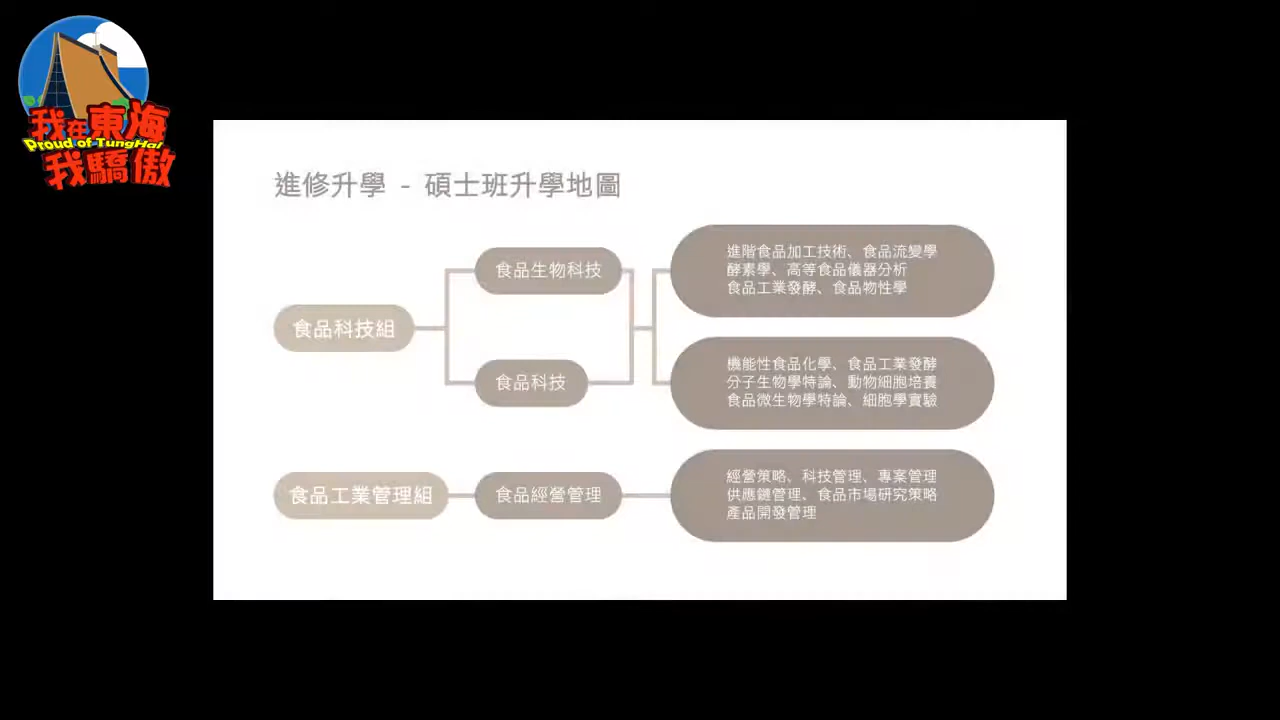 我在東海
Proud of TungHai
我驕傲
進修升學 - 碩士班升學地圖
食品科技組
食品生物科技
食品科技
進階食品加工技術、食品流變學
酵素學、高等食品儀器分析
食品工業發酵、食品物性學
機能性食品化學、食品工業發酵
分子生物學特論、動物細胞培養
食品微生物學特論、細胞學實驗
食品工業管理組
食品經營管理
經營策略、科技管理、專案管理
供應鏈管理、食品市場研究策略
產品開發管理